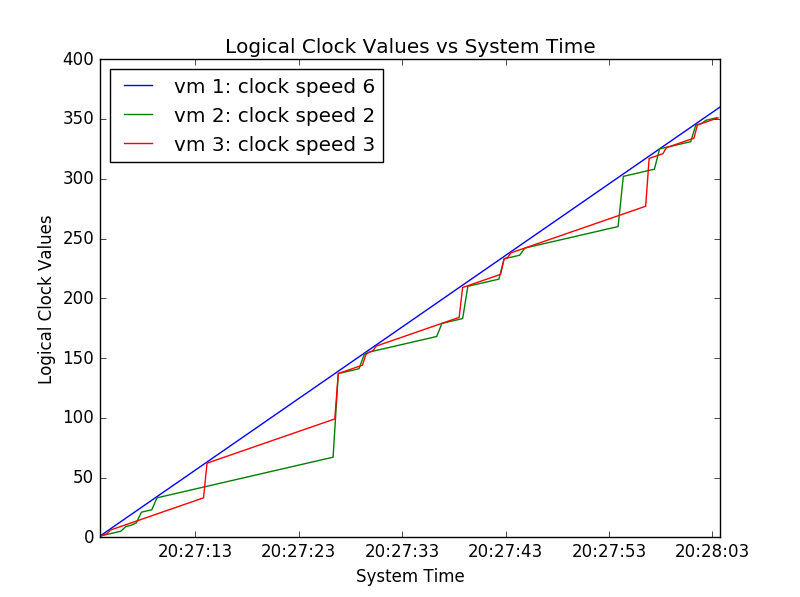 Logical Clock Values vs System Time
400
350
300
250
200
150
100
50
0
Logical Clock Values
vm 1: clock speed 6
vm 2: clock speed 2
vm 3: clock speed 3
20:27:13 20:27:23 20:27:33 20:27:43 20:27:53 20:28:03
System Time